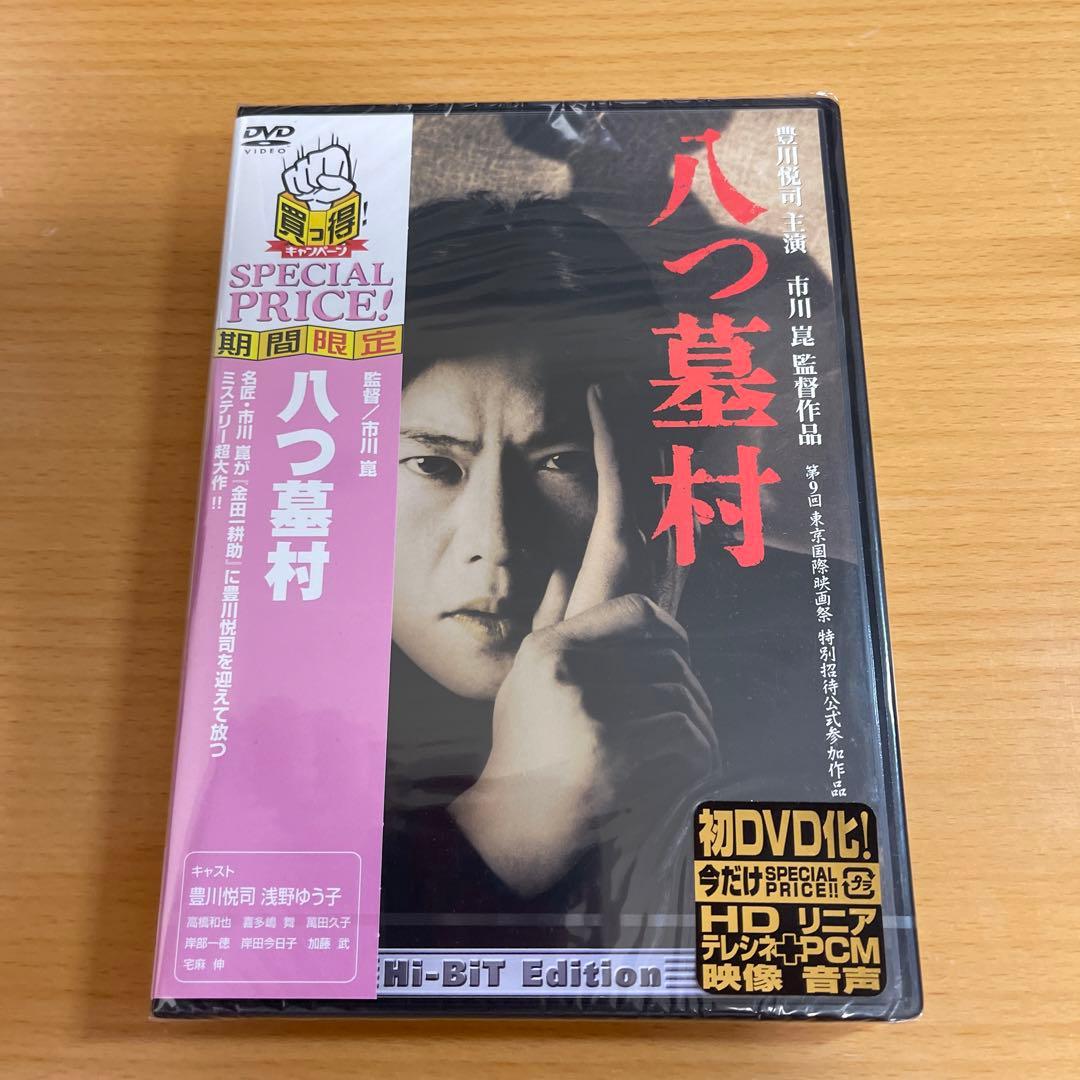 DVD
VIDEO
買っ得!
キャンペーン
SPECIAL
PRICE!
期間限定
監督/市川 崑
八つ墓村
名匠・市川 崑が『金田一耕助』に豊川悦司を迎えて放つ
ミステリー超大作!!
キャスト
豊川悦司 浅野ゆう子
高橋和也 喜多嶋 舞 萬田久子
岸部一徳 岸田今日子 加藤 武
宅麻 伸
豊川悦司 主演 市川 崑 監督作品
第9回 東京国際映画祭 特別招待公式参加作品
八つ墓村
初DVD化!
今だけ SPECIAL PRICE!!
プラ
HD リニア
テレシネ+PCM
映像 音声
Hi-BiT Edition